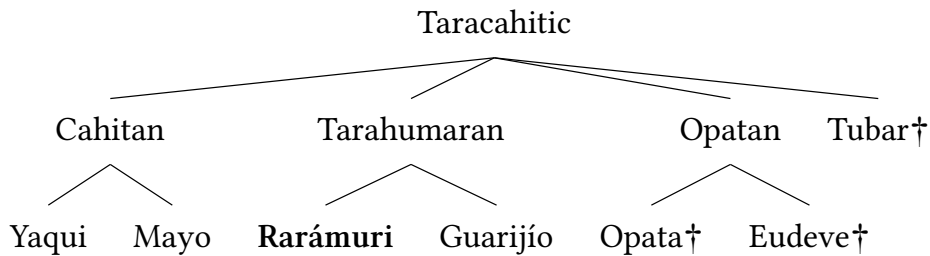 Taracahitic
Cahitan Tarahumaran Opatan Tubar†
Yaqui Mayo Rarámuri Guarijío Opata† Eudeve†